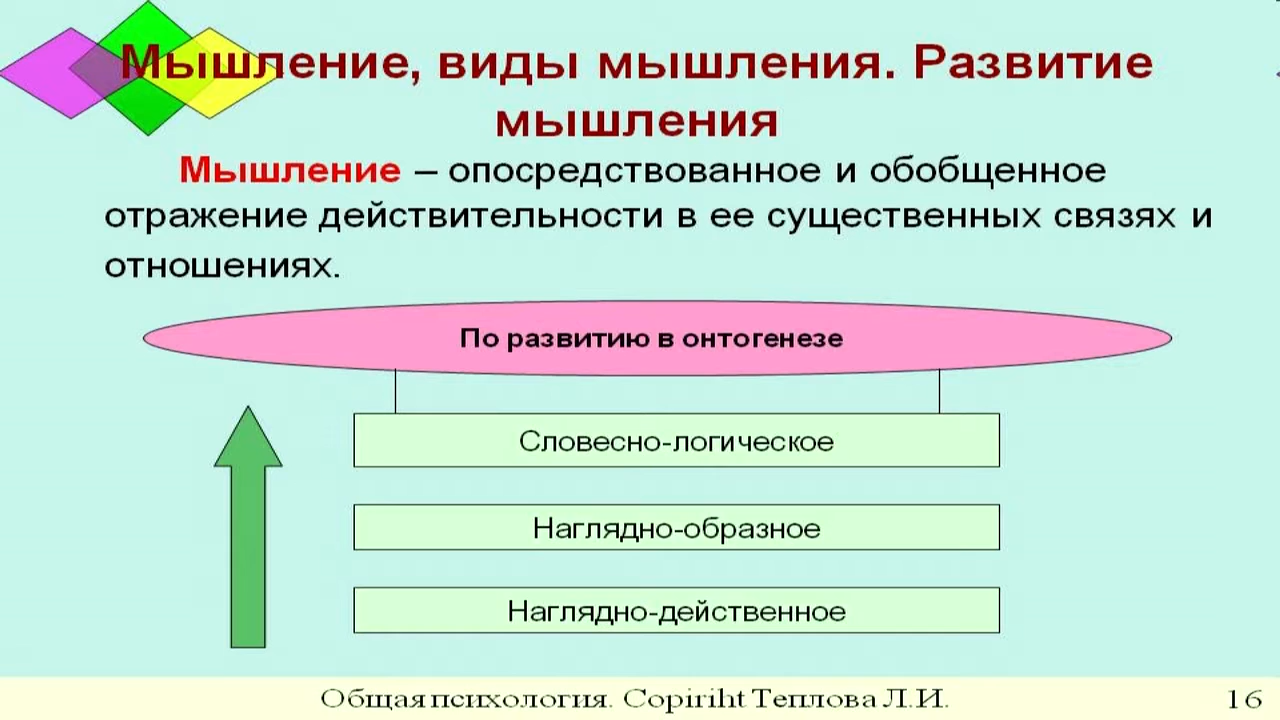 Мышление, виды мышления. Развитие
мышления
Мышление – опосредствованное и обобщенное
отражение действительности в ее существенных связях и
отношениях.
По развитию в онтогенезе
Словесно-логическое
Наглядно-образное
Наглядно-действенное
Общая психология. Copiriht Теплова Л.И.
16